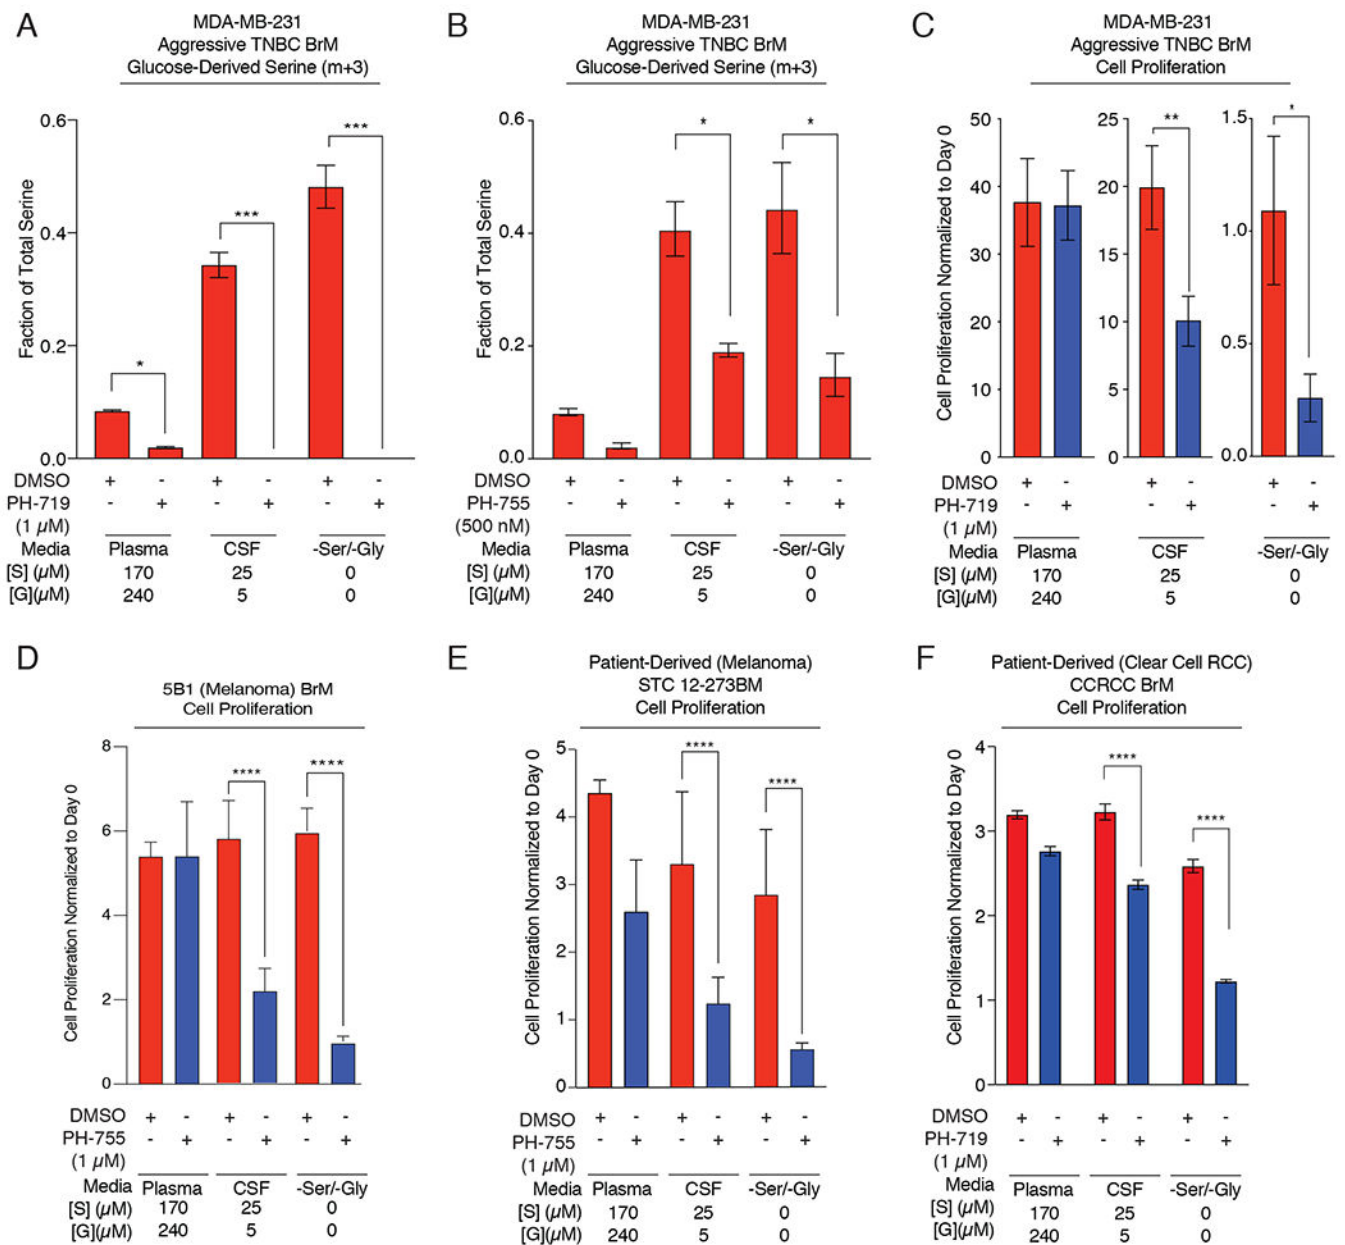 A
MDA-MB-231
Aggressive TNBC BrM
Glucose-Derived Serine (m+3)
Faction of Total Serine
0.6
0.4
0.2
0.0
*
***
***
DMSO + - + - + -
PH-719 - + - + - +
(1 µM)
Media Plasma CSF -Ser/-Gly
[S] (µM) 170 25 0
[G](µM) 240 5 0
B
MDA-MB-231
Aggressive TNBC BrM
Glucose-Derived Serine (m+3)
Faction of Total Serine
0.6
0.4
0.2
0.0
*
*
DMSO + - + - + -
PH-755 - + - + - +
(500 nM)
Media Plasma CSF -Ser/-Gly
[S] (µM) 170 25 0
[G](µM) 240 5 0
C
MDA-MB-231
Aggressive TNBC BrM
Cell Proliferation
Cell Proliferation Normalized to Day 0
50
40
30
20
10
0
25
20
15
10
5
0
**
1.5
1.0
0.5
0.0
*
DMSO + - + - + -
PH-719 - + - + - +
(1 µM)
Media Plasma CSF -Ser/-Gly
[S] (µM) 170 25 0
[G](µM) 240 5 0
D
5B1 (Melanoma) BrM
Cell Proliferation
Cell Proliferation Normalized to Day 0
8
6
4
2
0
****
****
DMSO + - + - + -
PH-755 - + - + - +
(1 µM)
Media Plasma CSF -Ser/-Gly
[S] (µM) 170 25 0
[G](µM) 240 5 0
E
Patient-Derived (Melanoma)
STC 12-273BM
Cell Proliferation
Cell Proliferation Normalized to Day 0
5
4
3
2
1
0
****
****
DMSO + - + - + -
PH-755 - + - + - +
(1 µM)
Media Plasma CSF -Ser/-Gly
[S] (µM) 170 25 0
[G](µM) 240 5 0
F
Patient-Derived (Clear Cell RCC)
CCRCC BrM
Cell Proliferation
Cell Proliferation Normalized to Day 0
4
3
2
1
0
****
****
DMSO + - + - + -
PH-719 - + - + - +
(1 µM)
Media Plasma CSF -Ser/-Gly
[S] (µM) 170 25 0
[G](µM) 240 5 0